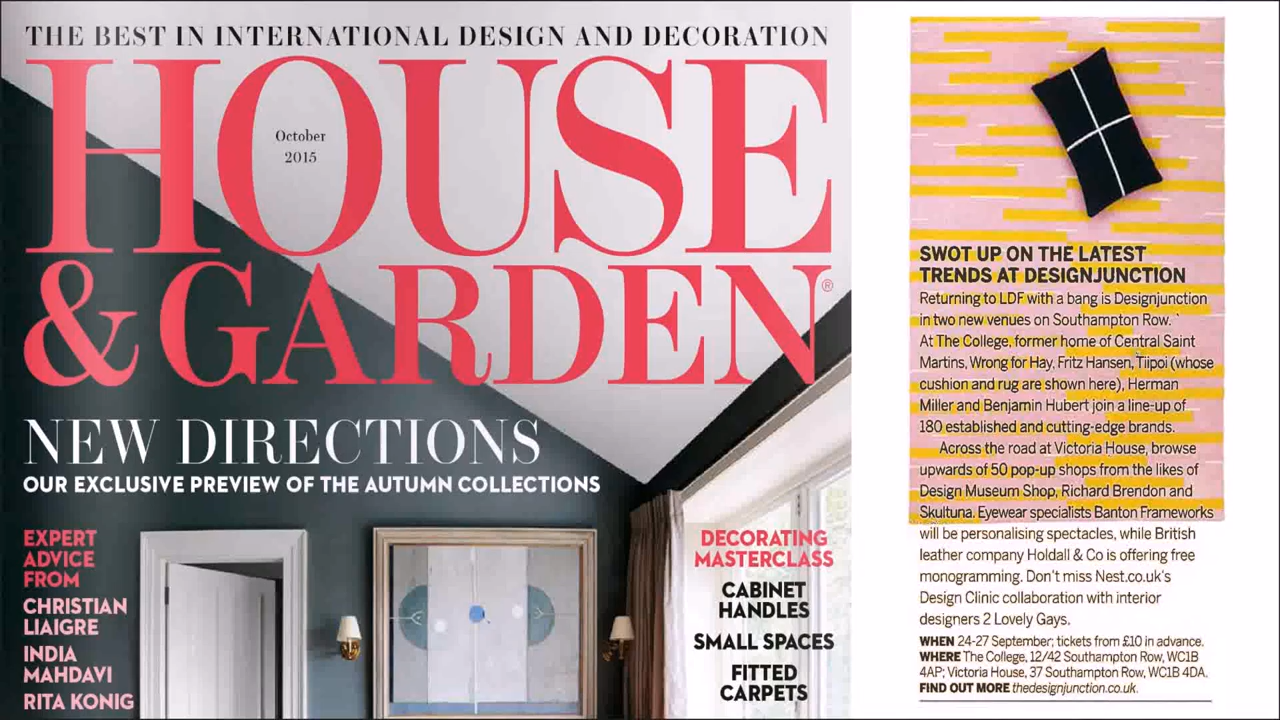 THE BEST IN INTERNATIONAL DESIGN AND DECORATION
HOUSE
October
2015
& GARDEN®
NEW DIRECTIONS
OUR EXCLUSIVE PREVIEW OF THE AUTUMN COLLECTIONS
EXPERT
ADVICE
FROM
CHRISTIAN
LIAIGRE
INDIA
MAHDAVI
RITA KONIG
DECORATING
MASTERCLASS
CABINET
HANDLES
SMALL SPACES
FITTED
CARPETS
SWOT UP ON THE LATEST
TRENDS AT DESIGNJUNCTION
Returning to LDF with a bang is Designjunction
in two new venues on Southampton Row.
At The College, former home of Central Saint
Martins, Wrong for Hay, Fritz Hansen, Tiipoi (whose
cushion and rug are shown here), Herman
Miller and Benjamin Hubert join a line-up of
180 established and cutting-edge brands.
Across the road at Victoria House, browse
upwards of 50 pop-up shops from the likes of
Design Museum Shop, Richard Brendon and
Skultuna. Eyewear specialists Banton Frameworks
will be personalising spectacles, while British
leather company Holdall & Co is offering free
monogramming. Don't miss Nest.co.uk's
Design Clinic collaboration with interior
designers 2 Lovely Gays.
WHEN 24-27 September; tickets from £10 in advance.
WHERE The College, 12/42 Southampton Row, WC1B
4AP; Victoria House, 37 Southampton Row, WC1B 4DA.
FIND OUT MORE thedesignjunction.co.uk.